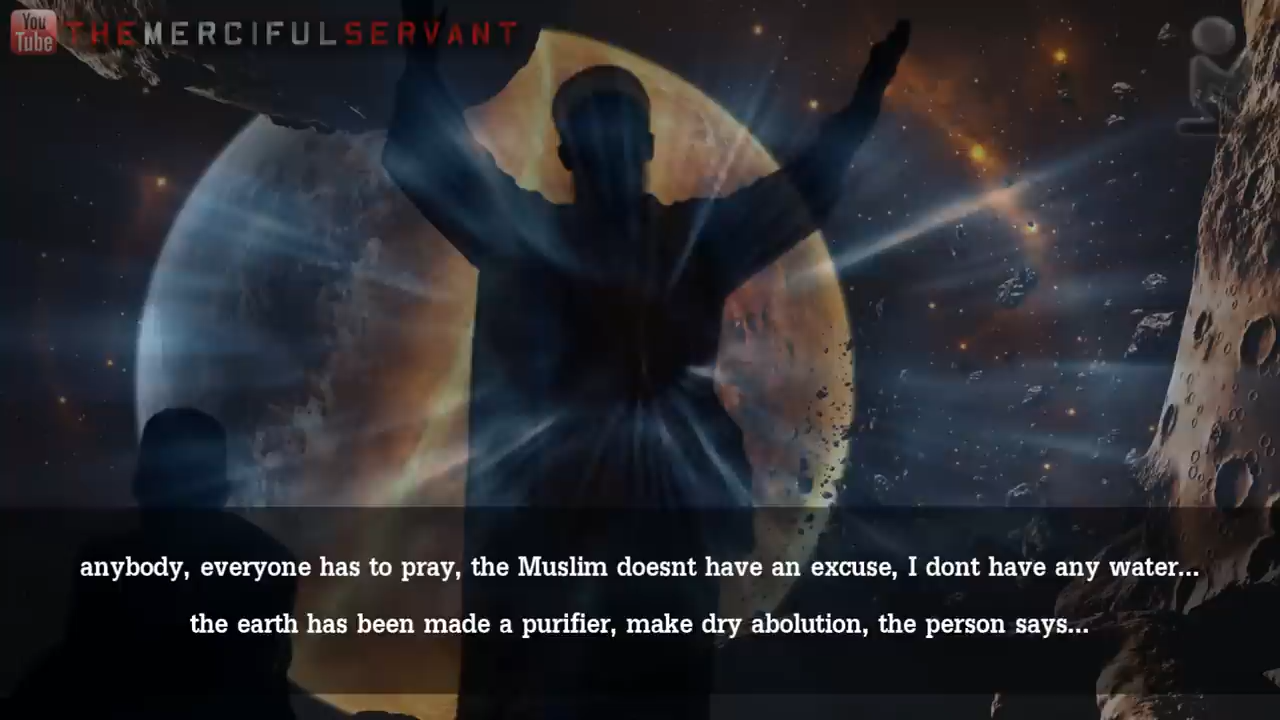 You
Tube
THEMERCIFULSERVANT
anybody, everyone has to pray, the Muslim doesnt have an excuse, I dont have any water...
the earth has been made a purifier, make dry abolution, the person says...